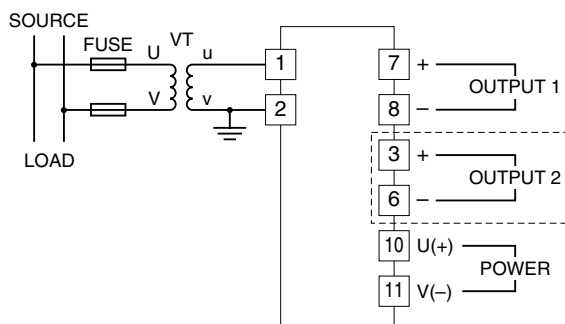 SOURCE
FUSE U VT u
V v
LOAD
1
2
7 +
OUTPUT 1
8 –
3 +
OUTPUT 2
6 –
10 U(+)
POWER
11 V(–)